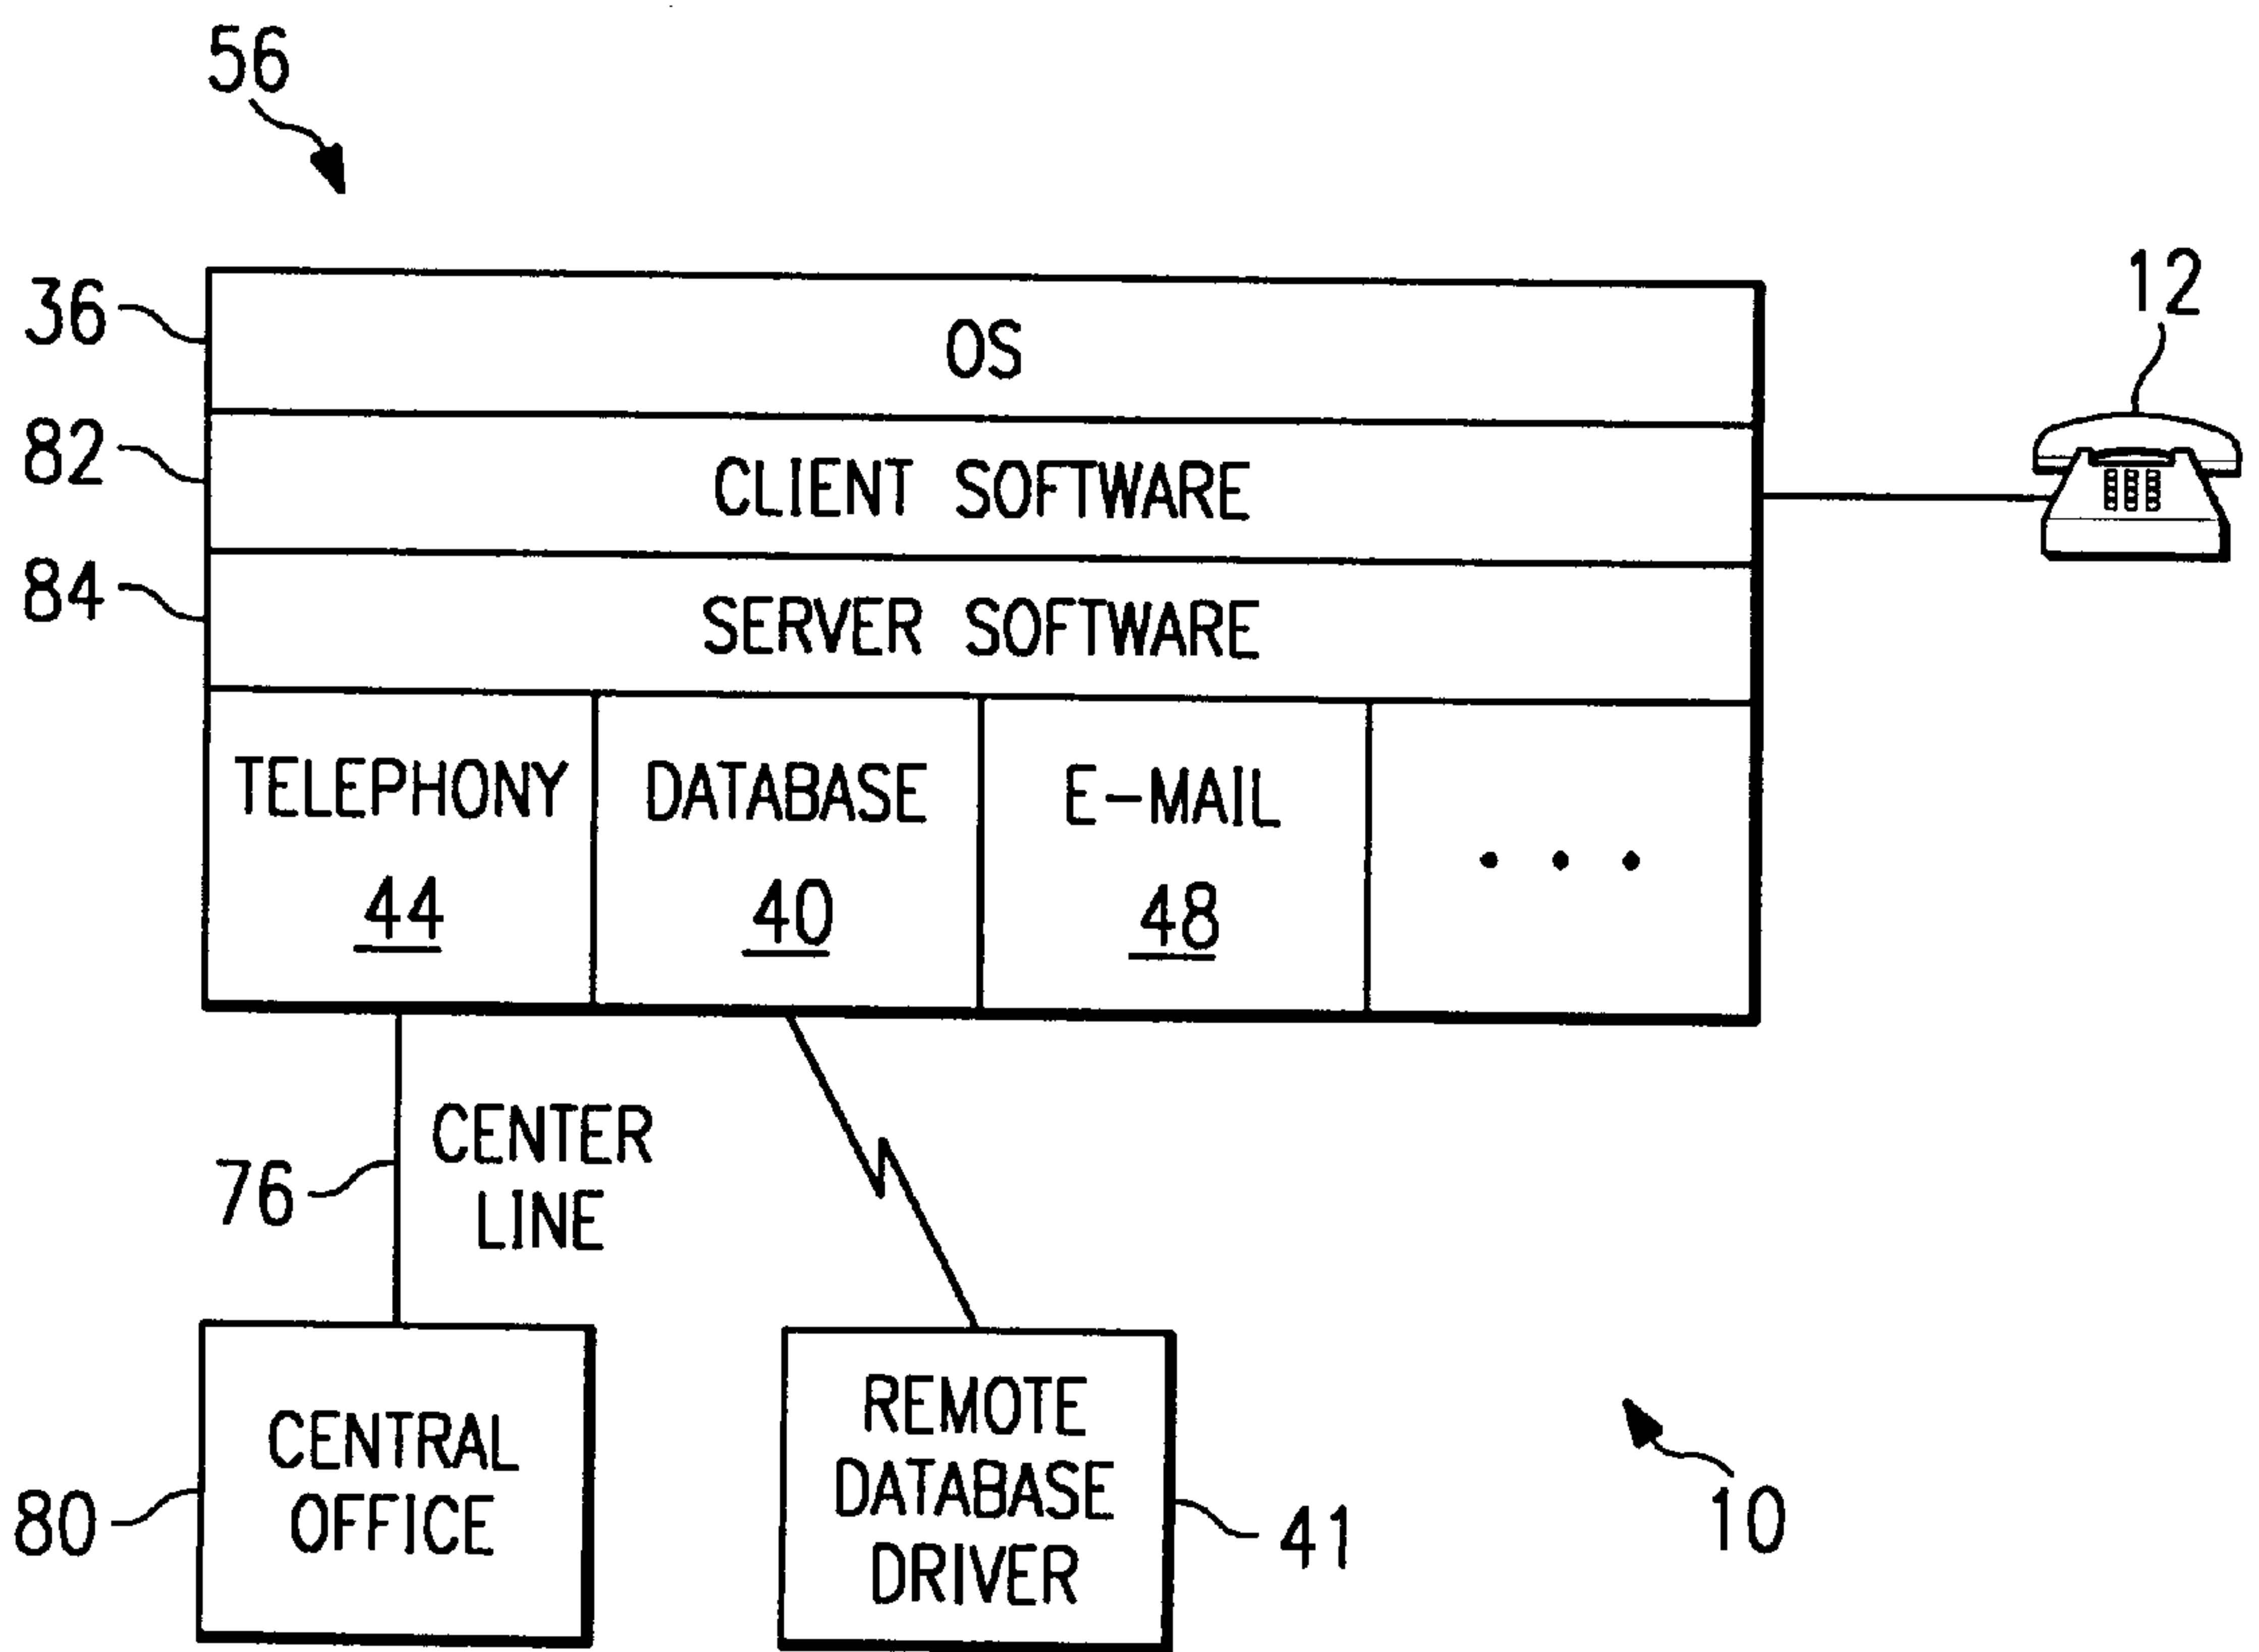 56
36
OS
12
82
CLIENT SOFTWARE
84
SERVER SOFTWARE
TELEPHONY
44
DATABASE
40
E-MAIL
48
• • •
CENTER
LINE
76
CENTRAL
OFFICE
80
REMOTE
DATABASE
DRIVER
41
10